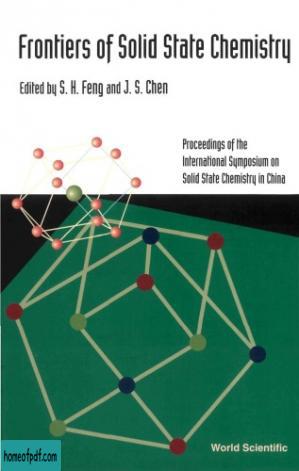 Frontiers of Solid State Chemistry
Edited by S. H. Feng and J. S. Chen
Proceedings of the
International Symposium on
Solid State Chemistry in China
World Scientific
homeofpdf.com